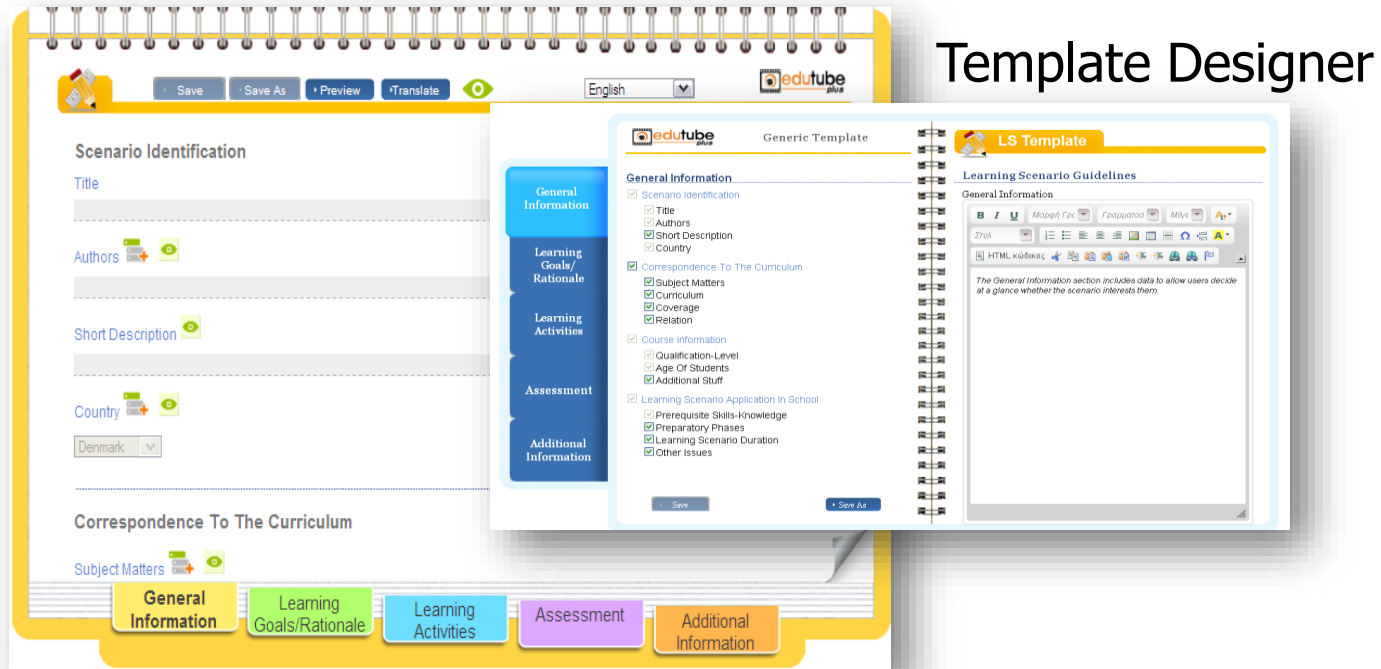 Template Designer
Save
Save As
Preview
Translate
English
edutube
plus
Scenario Identification
Title
Authors
Short Description
Country
Denmark
Correspondence To The Curriculum
Subject Matters
General
Information
Learning
Goals/Rationale
Learning
Activities
Assessment
Additional
Information
General
Information
Learning
Goals/
Rationale
Learning
Activities
Assessment
Additional
Information
edutube
plus
Generic Template
General Information
Scenario Identification
Title
Authors
Short Description
Country
Correspondence To The Curriculum
Subject Matters
Curriculum
Coverage
Relation
Course Information
Qualification-Level
Age Of Students
Additional Stuff
Learning Scenario Application In School
Prerequisite Skills-Knowledge
Preparatory Phases
Learning Scenario Duration
Other Issues
Save
Save As
LS Template
Learning Scenario Guidelines
General Information
B I U Μορφή Γρς Γραμματοσ Μέγε
Στυλ
HTML κώδικας
The General Information section includes data to allow users decide
at a glance whether the scenario interests them.